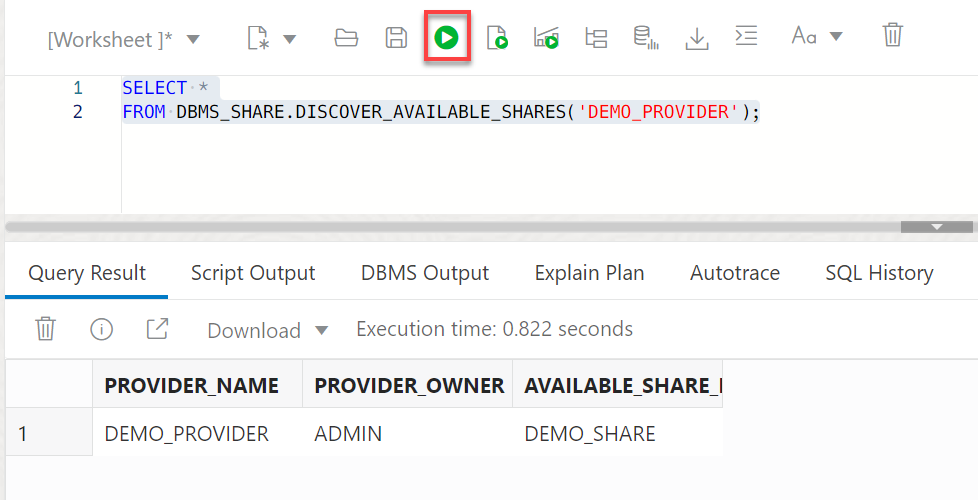 [Worksheet ]*
Aa
1 SELECT *
2 FROM DBMS_SHARE.DISCOVER_AVAILABLE_SHARES('DEMO_PROVIDER');
Query Result Script Output DBMS Output Explain Plan Autotrace SQL History
Download Execution time: 0.822 seconds
PROVIDER_NAME PROVIDER_OWNER AVAILABLE_SHARE_
1 DEMO_PROVIDER ADMIN DEMO_SHARE